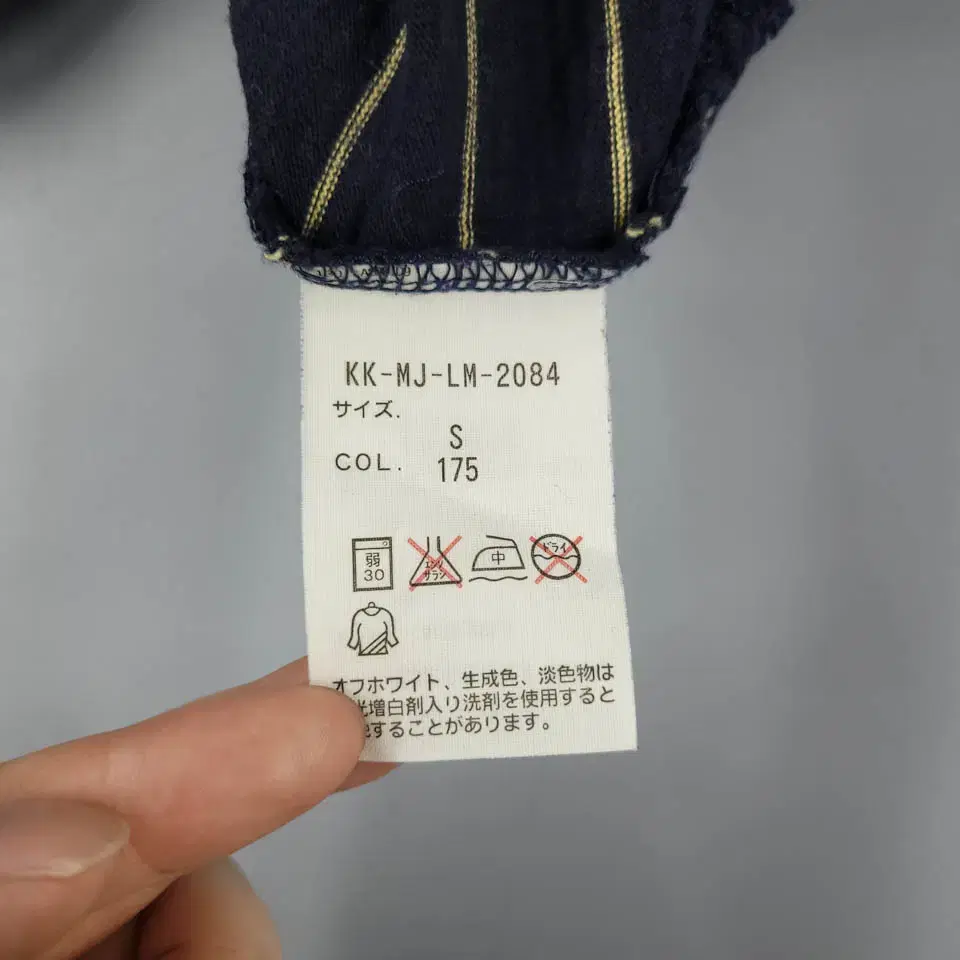 KK-MJ-LM-2084
サイズ.
S
COL. 175
弱 30
エンソ サラシ
中
ドライ
オフホワイト、生成色、淡色物は
光増白剤入り洗剤を使用すると
することがあります。